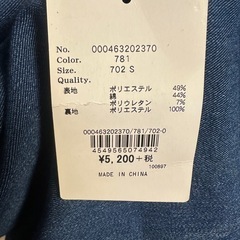 No. 000463202370
Color. 781
Size. 702 S
Quality.
表地 ポリエステル 49%
綿 44%
ポリウレタン 7%
裏地 ポリエステル 100%
000463202370/781/702-0
4549565074942
¥5,200+税
100697
MADE IN CHINA